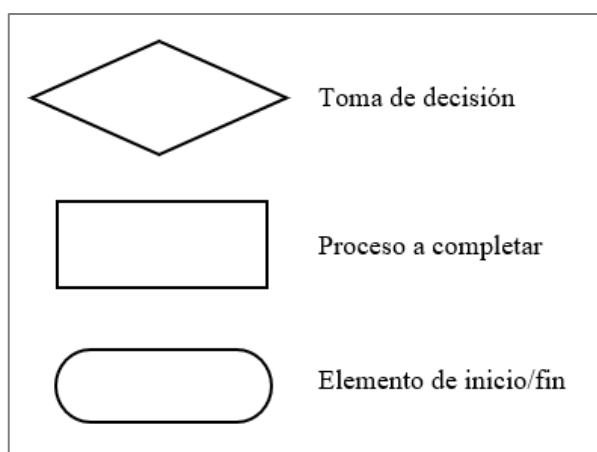 Toma de decisión
Proceso a completar
Elemento de inicio/fin